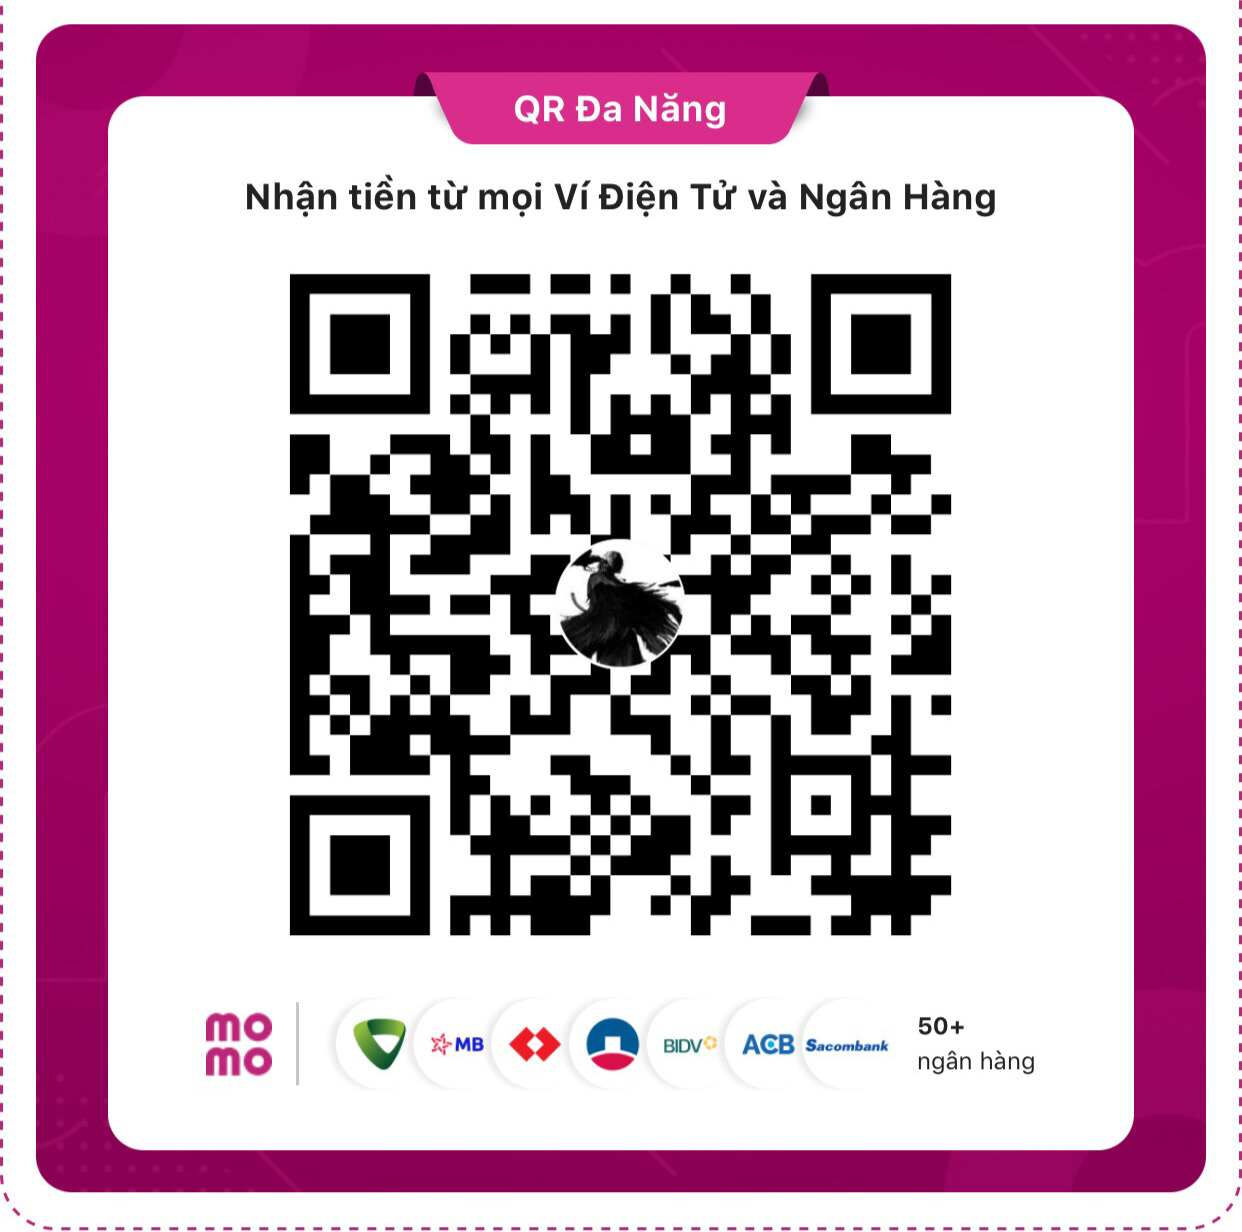 QR Đa Năng
Nhận tiền từ mọi Ví Điện Tử và Ngân Hàng
mo
mo
MB
BIDV
ACB
Sacombank
50+
ngân hàng